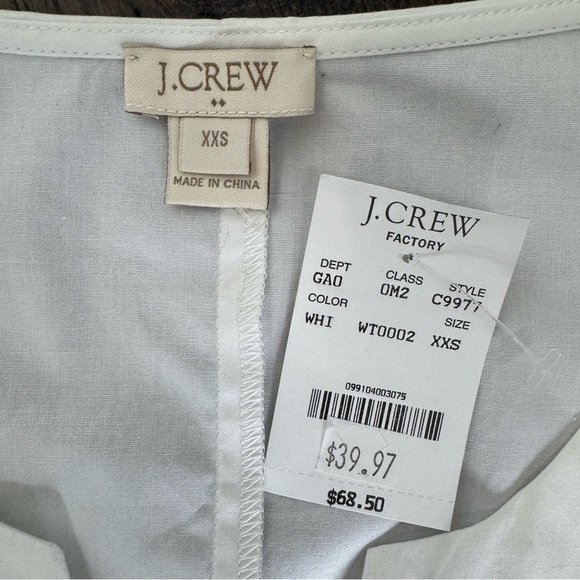 J.CREW
XXS
MADE IN CHINA
J.CREW
FACTORY
DEPT CLASS STYLE
GAO 0M2 C9977
COLOR SIZE
WHI WT0002 XXS
099104003075
$39.97
$68.50